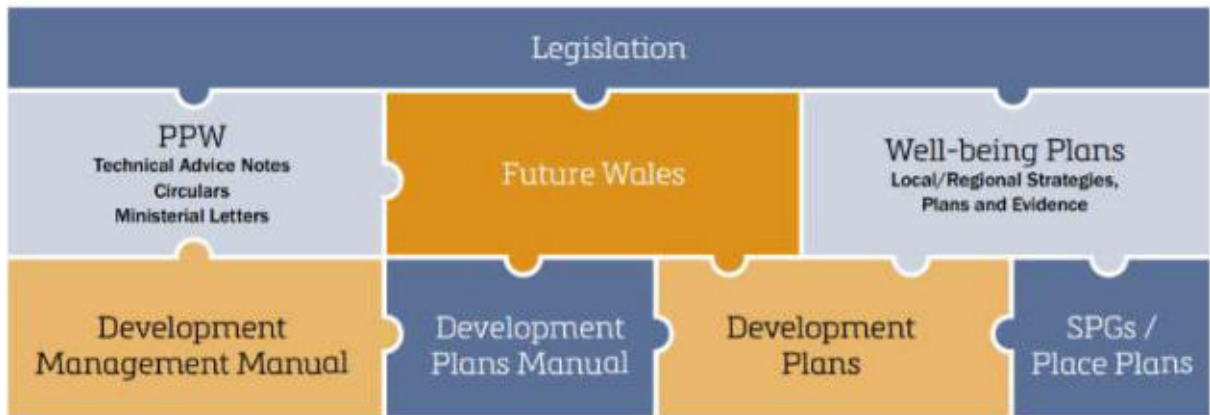 Legislation
PPW
Technical Advice Notes
Circulars
Ministerial Letters
Future Wales
Well-being Plans
Local/Regional Strategies,
Plans and Evidence
Development
Management Manual
Development
Plans Manual
Development
Plans
SPGs /
Place Plans